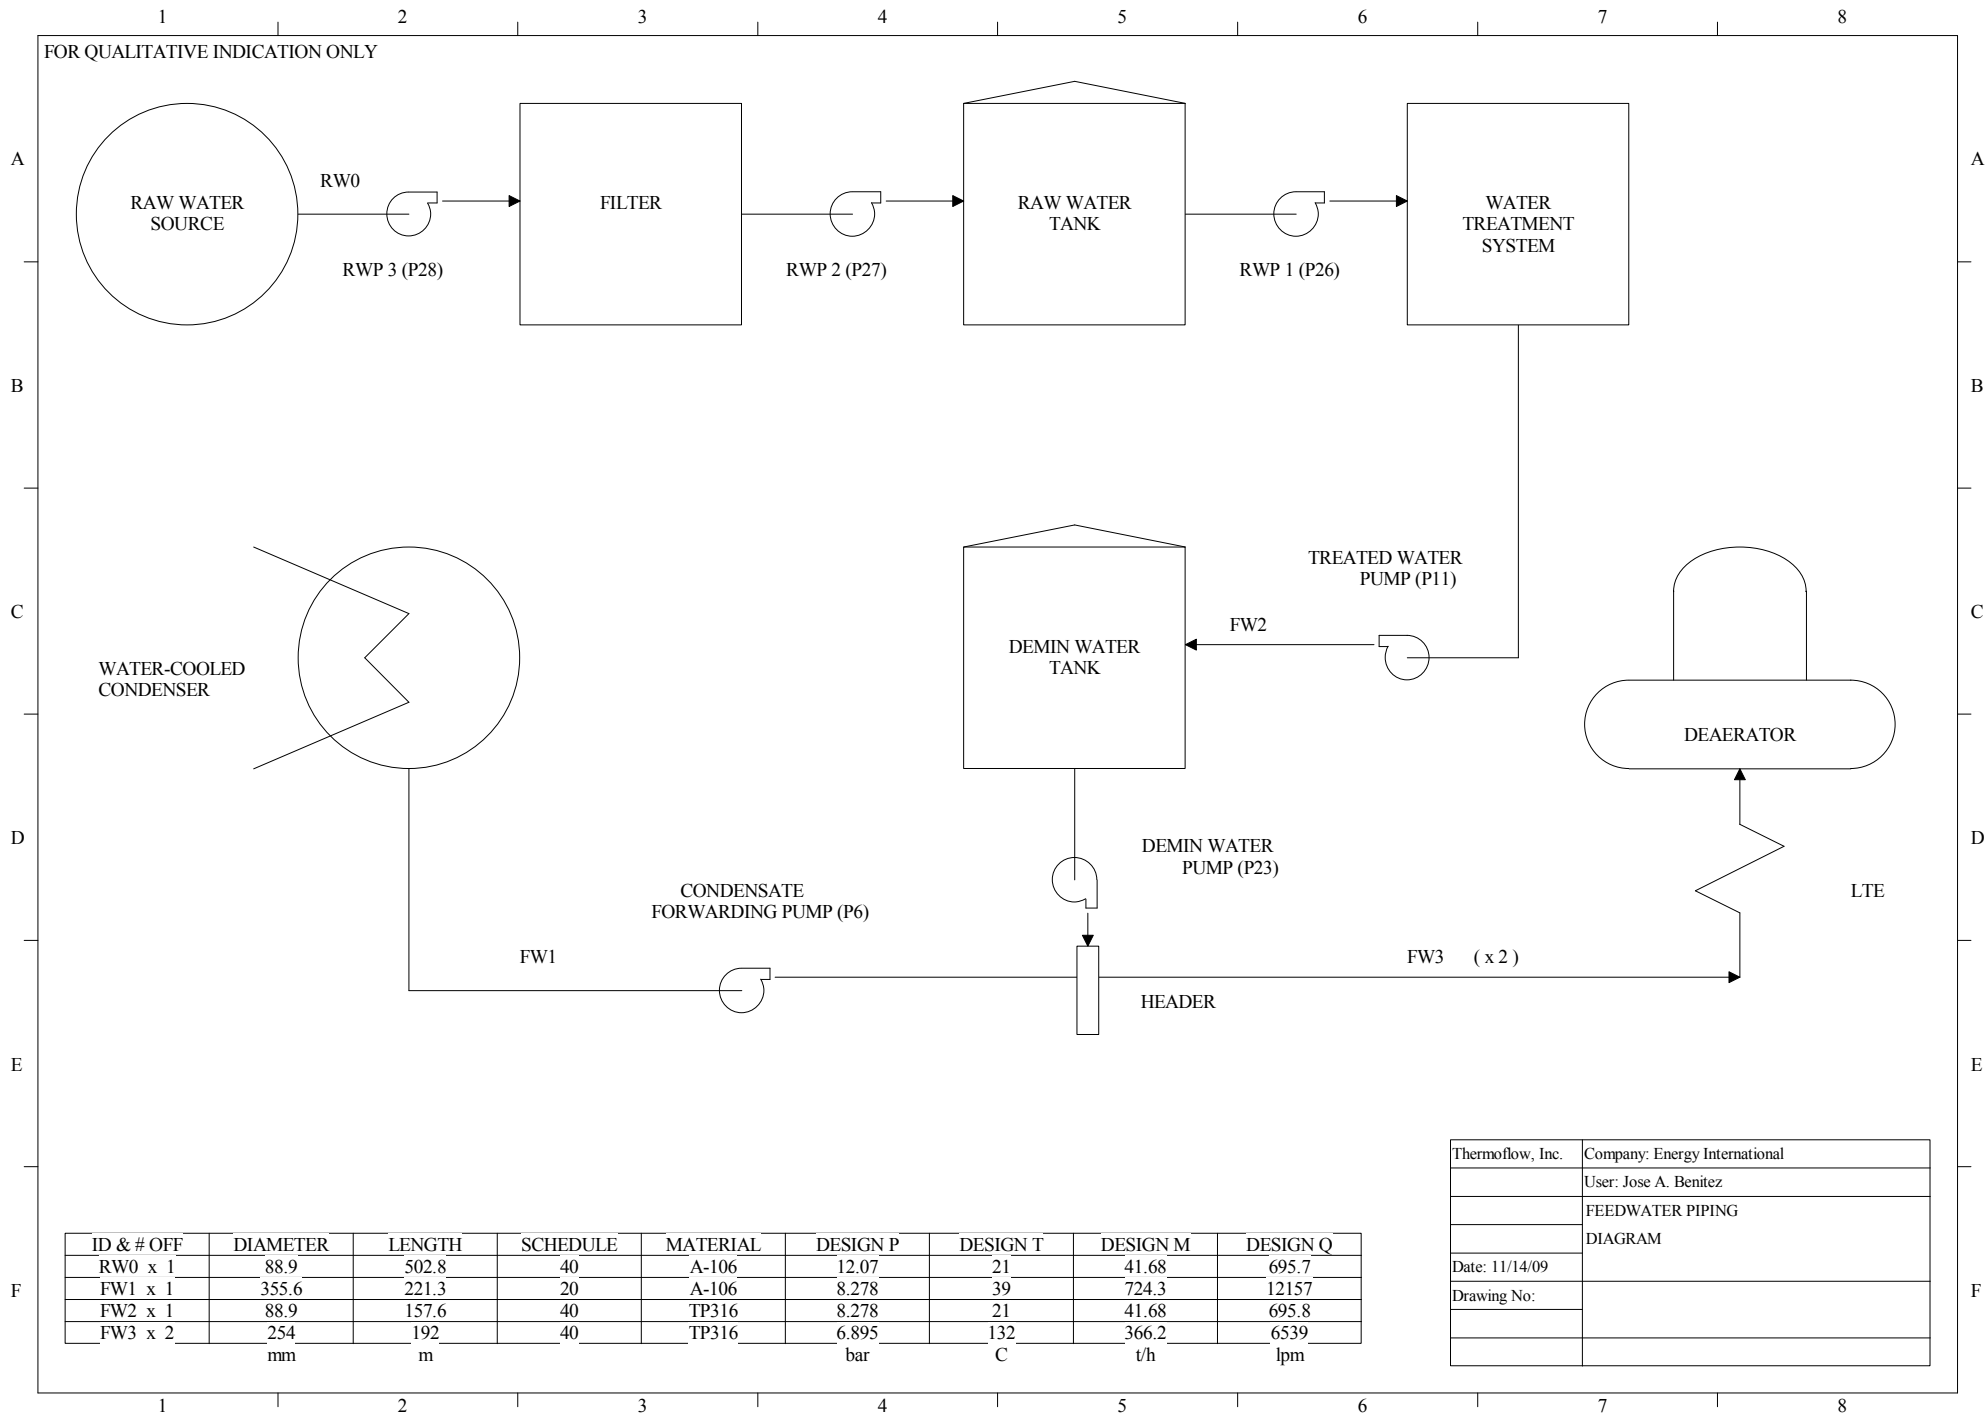 1 2 3 4 5 6 7 8
FOR QUALITATIVE INDICATION ONLY
A A
RW0
RAW WATER
SOURCE
FILTER
RAW WATER
TANK
WATER
TREATMENT
SYSTEM
RWP 3 (P28)
RWP 2 (P27)
RWP 1 (P26)
B B
TREATED WATER
PUMP (P11)
C C
FW2
WATER-COOLED
CONDENSER
DEMIN WATER
TANK
DEAERATOR
D D
DEMIN WATER
PUMP (P23)
CONDENSATE
FORWARDING PUMP (P6)
LTE
FW1
FW3 ( x 2 )
HEADER
E E
Thermoflow, Inc. Company: Energy International
User: Jose A. Benitez
FEEDWATER PIPING
DIAGRAM
Date: 11/14/09
Drawing No:
F F
ID & # OFF DIAMETER LENGTH SCHEDULE MATERIAL DESIGN P DESIGN T DESIGN M DESIGN Q
RW0 x 1 88.9 502.8 40 A-106 12.07 21 41.68 695.7
FW1 x 1 355.6 221.3 20 A-106 8.278 39 724.3 12157
FW2 x 1 88.9 157.6 40 TP316 8.278 21 41.68 695.8
FW3 x 2 254 192 40 TP316 6.895 132 366.2 6539
mm m bar C t/h lpm
1 2 3 4 5 6 7 8